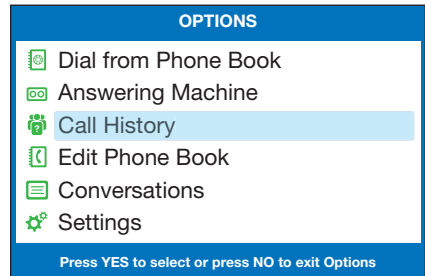 OPTIONS
Dial from Phone Book
Answering Machine
Call History
Edit Phone Book
Conversations
Settings
Press YES to select or press NO to exit Options